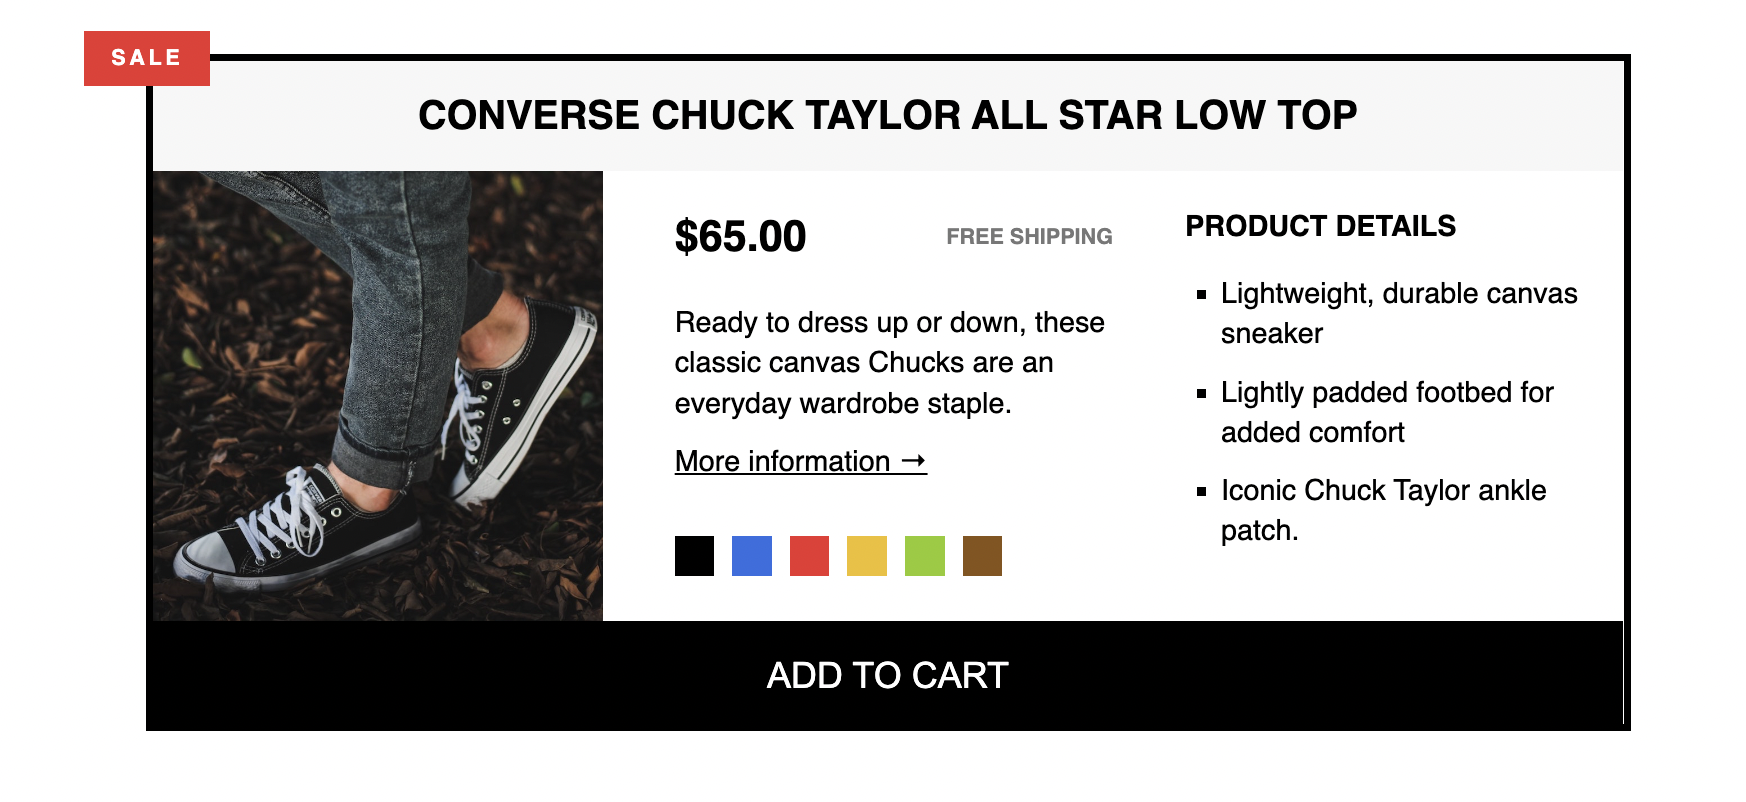 SALE
CONVERSE CHUCK TAYLOR ALL STAR LOW TOP
$65.00
FREE SHIPPING
Ready to dress up or down, these
classic canvas Chucks are an
everyday wardrobe staple.
More information →
PRODUCT DETAILS
Lightweight, durable canvas
sneaker
Lightly padded footbed for
added comfort
Iconic Chuck Taylor ankle
patch.
ADD TO CART